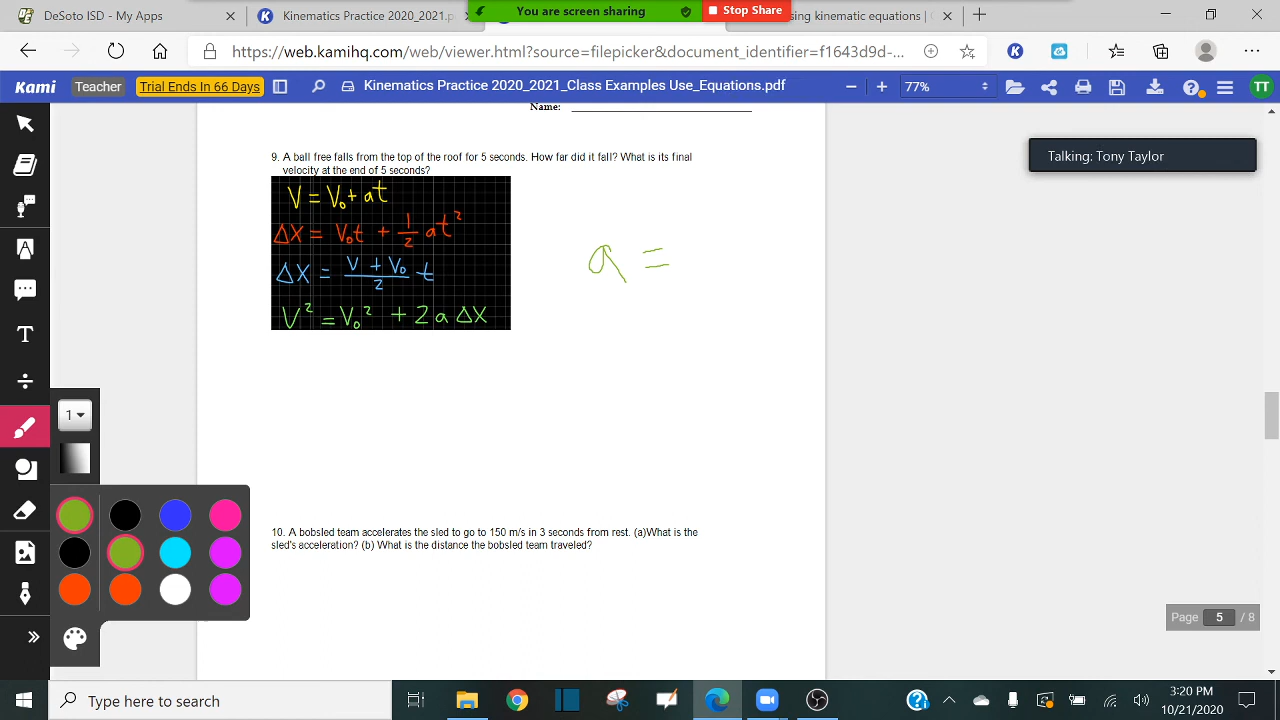 DeSoto ISD - My Apps
Kinematics Practice 2020_2021.p
You are screen sharing
Stop Share
sing kinematic equations | C
https://web.kamihq.com/web/viewer.html?source=filepicker&document_identifier=f1643d9d-...
Kami Teacher Trial Ends In 66 Days Kinematics Practice 2020_2021_Class Examples Use_Equations.pdf 77% TT
Name:
Talking: Tony Taylor
9. A ball free falls from the top of the roof for 5 seconds. How far did it fall? What is its final
velocity at the end of 5 seconds?
V = V₀ + at
ΔX = V₀t + 1/2 at²
ΔX = (V + V₀)/2 t
V² = V₀² + 2aΔX
a =
1
10. A bobsled team accelerates the sled to go to 150 m/s in 3 seconds from rest. (a)What is the
sled's acceleration? (b) What is the distance the bobsled team traveled?
Page 5 / 8
Type here to search
3:20 PM
10/21/2020